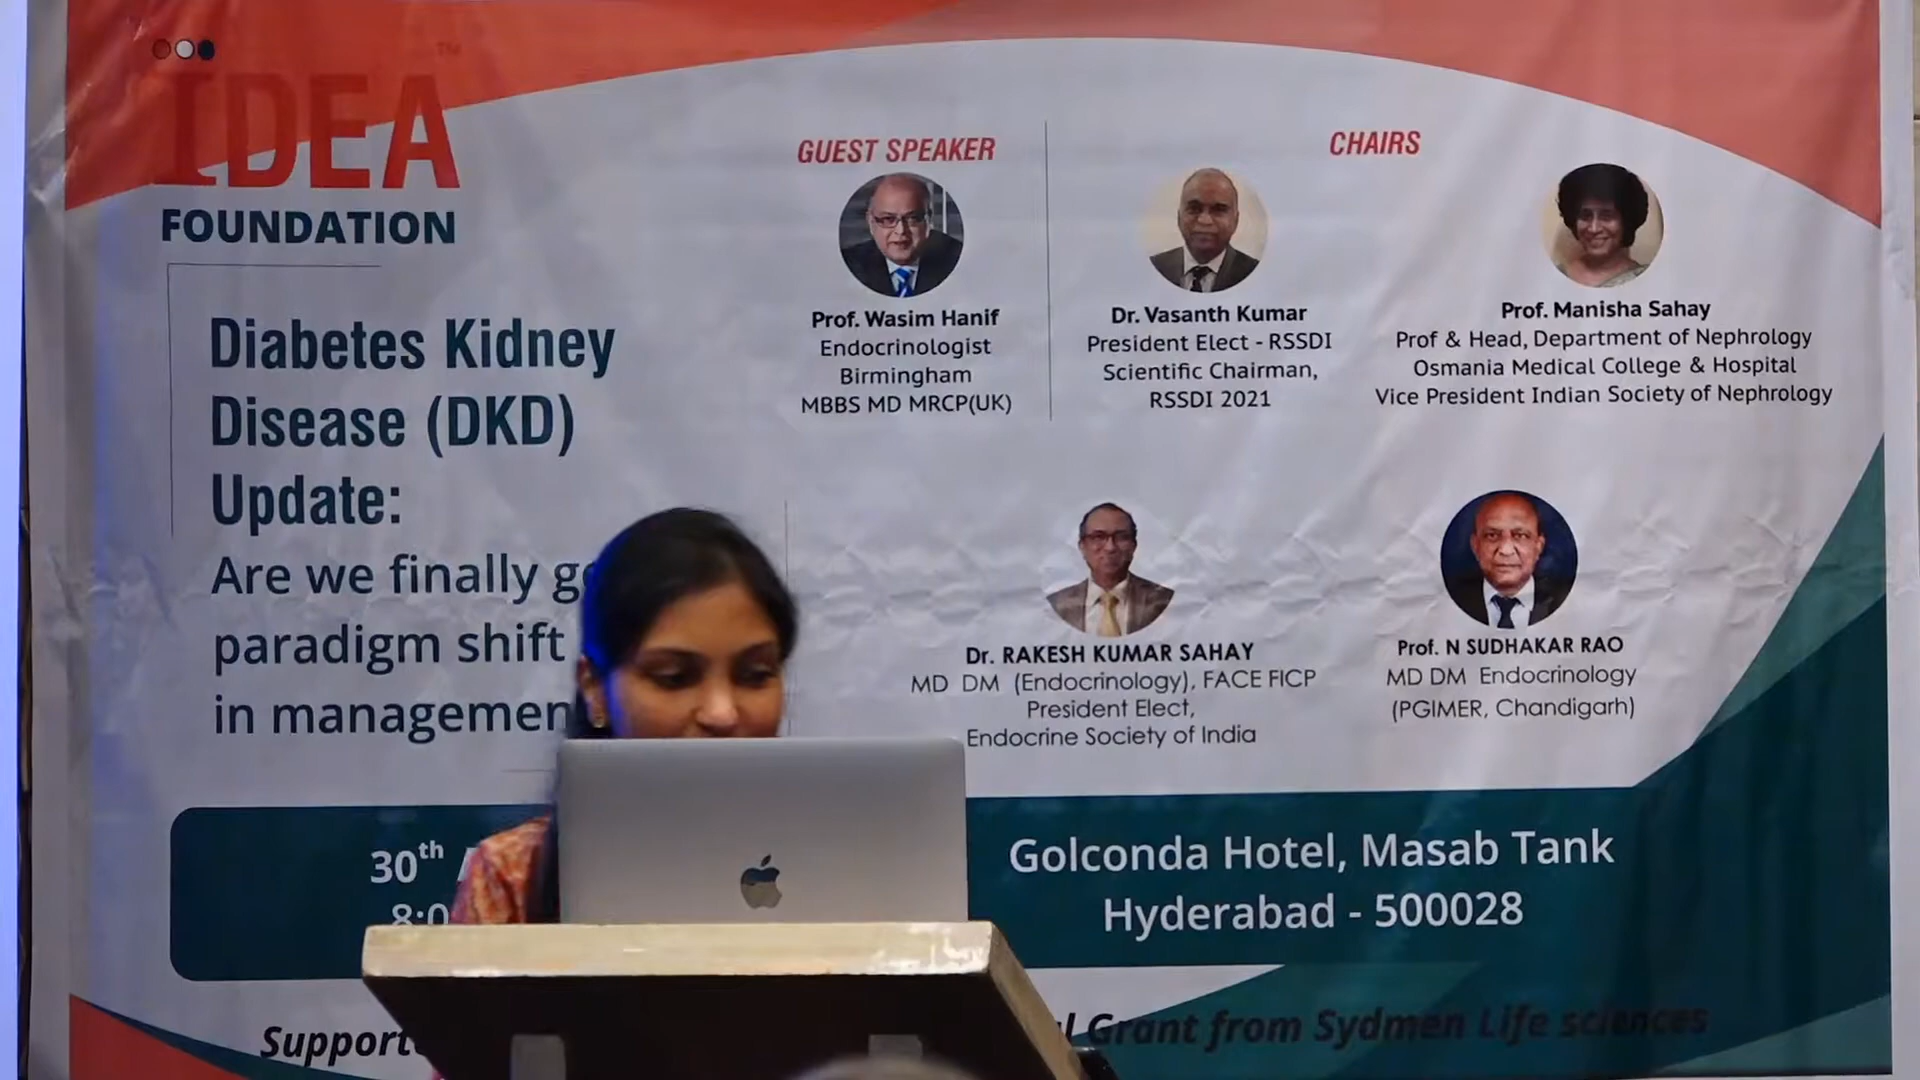 IDEA
TM
FOUNDATION
Diabetes Kidney
Disease (DKD)
Update:
Are we finally
paradigm shift
in
GUEST SPEAKER
Prof. Wasim Hanif
Endocrinologist
Birmingham
MBBS MD MRCP(UK)
CHAIRS
Dr. Vasanth Kumar
President Elect - RSSDI
Scientific Chairman,
RSSDI 2021
Prof. Manisha Sahay
Prof & Head, Department of Nephrology
Osmania Medical College & Hospital
Vice President Indian Society of Nephrology
Dr. RAKESH KUMAR SAHAY
MD DM (Endocrinology), FACE FICP
President Elect,
Endocrine Society of India
Prof. N SUDHAKAR RAO
MD DM Endocrinology
(PGIMER, Chandigarh)
30th
Golconda Hotel, Masab Tank
Hyderabad - 500028
Grant from Sydmen Life sciences